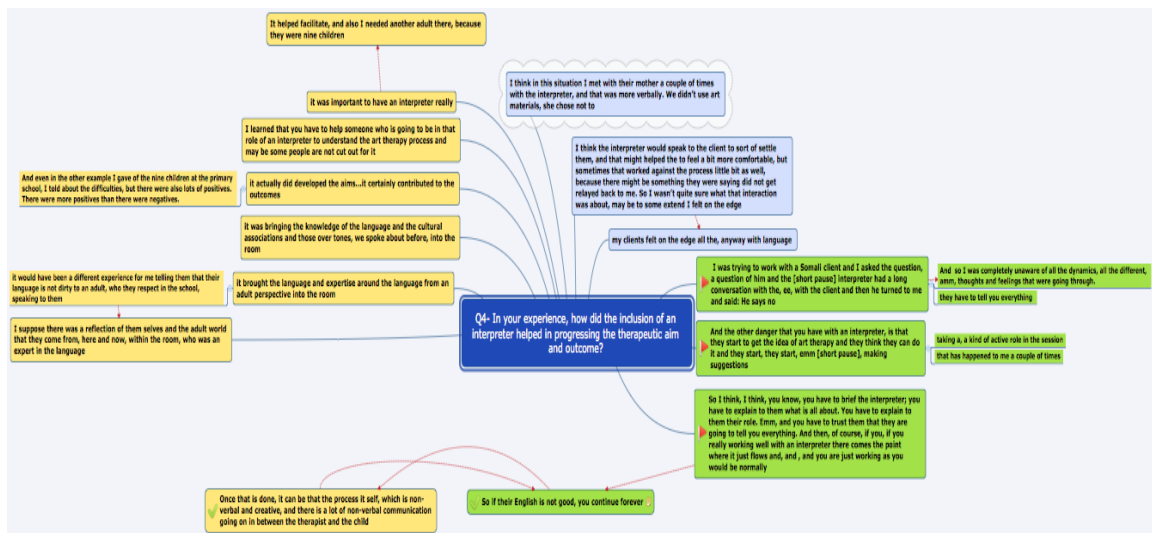 It helped facilitate, and also I needed another adult there, because
they were nine children
it was important to have an interpreter really
I learned that you have to help someone who is going to be in that
role of an interpreter to understand the art therapy process and
may be some people are not cut out for it
And even in the other example I gave of the nine children at the primary
school, I told about the difficulties, but there were also lots of positives.
There were more positives than there were negatives.
it actually did developed the aims...it certainly contributed to the
outcomes
it was bringing the knowledge of the language and the cultural
associations and those over tones, we spoke about before, into the
room
it would have been a different experience for me telling them that their
language is not dirty to an adult, who they respect in the school,
speaking to them
it brought the language and expertise around the language from an
adult perspective into the room
I suppose there was a reflection of them selves and the adult world
that they come from, here and now, within the room, who was an
expert in the language
Q4- In your experience, how did the inclusion of an
interpreter helped in progressing the therapeutic aim
and outcome?
I think in this situation I met with their mother a couple of times
with the interpreter, and that was more verbally. We didn't use art
materials, she chose not to
I think the interpreter would speak to the client to sort of settle
them, and that might helped the to feel a bit more comfortable, but
sometimes that worked against the process little bit as well,
because there might be something they were saying did not get
relayed back to me. So I wasn't quite sure what that interaction
was about, may be to some extend I felt on the edge
my clients felt on the edge all the, anyway with language
I was trying to work with a Somali client and I asked the question,
a question of him and the [short pause] interpreter had a long
conversation with the, ee, with the client and then he turned to me
and said: He says no
And so I was completely unaware of all the dynamics, all the different,
amm, thoughts and feelings that were going through.
they have to tell you everything
And the other danger that you have with an interpreter, is that
they start to get the idea of art therapy and they think they can do
it and they start, they start, emm [short pause], making
suggestions
taking a, a kind of active role in the session
that has happened to me a couple of times
So I think, I think, you know, you have to brief the interpreter; you
have to explain to them what is all about. You have to explain to
them their role. Emm, and you have to trust them that they are
going to tell you everything. And then, of course, if you, if you
really working well with an interpreter there comes the point
where it just flows and, and , and you are just working as you
would be normally
Once that is done, it can be that the process it self, which is non-
verbal and creative, and there is a lot of non-verbal communication
going on in between the therapist and the child
So if their English is not good, you continue forever